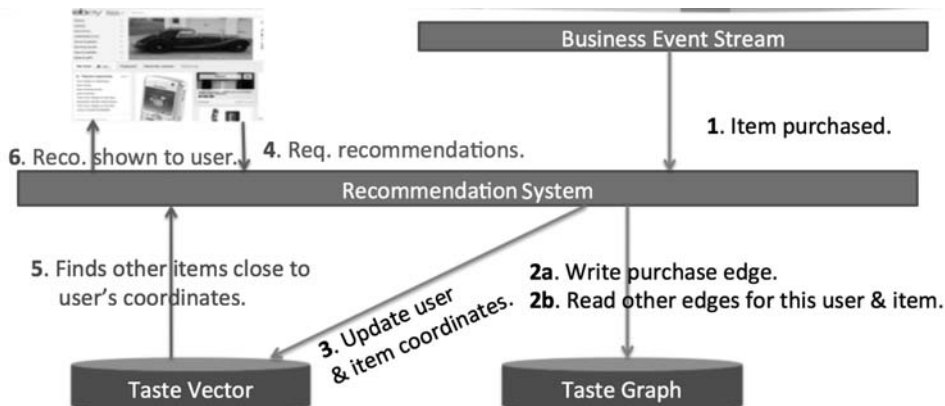 ebay
Business Event Stream
1. Item purchased.
6. Reco. shown to user.
4. Req. recommendations.
Recommendation System
5. Finds other items close to
user's coordinates.
3. Update user
& item coordinates.
2a. Write purchase edge.
2b. Read other edges for this user & item.
Taste Vector
Taste Graph